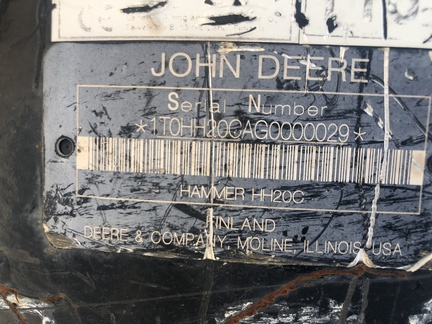 JOHN DEERE
Serial Number
*1T0HH20CAG0000029*
HAMMER HH20C
FINLAND
DEERE & COMPANY, MOLINE, ILLINOIS, USA